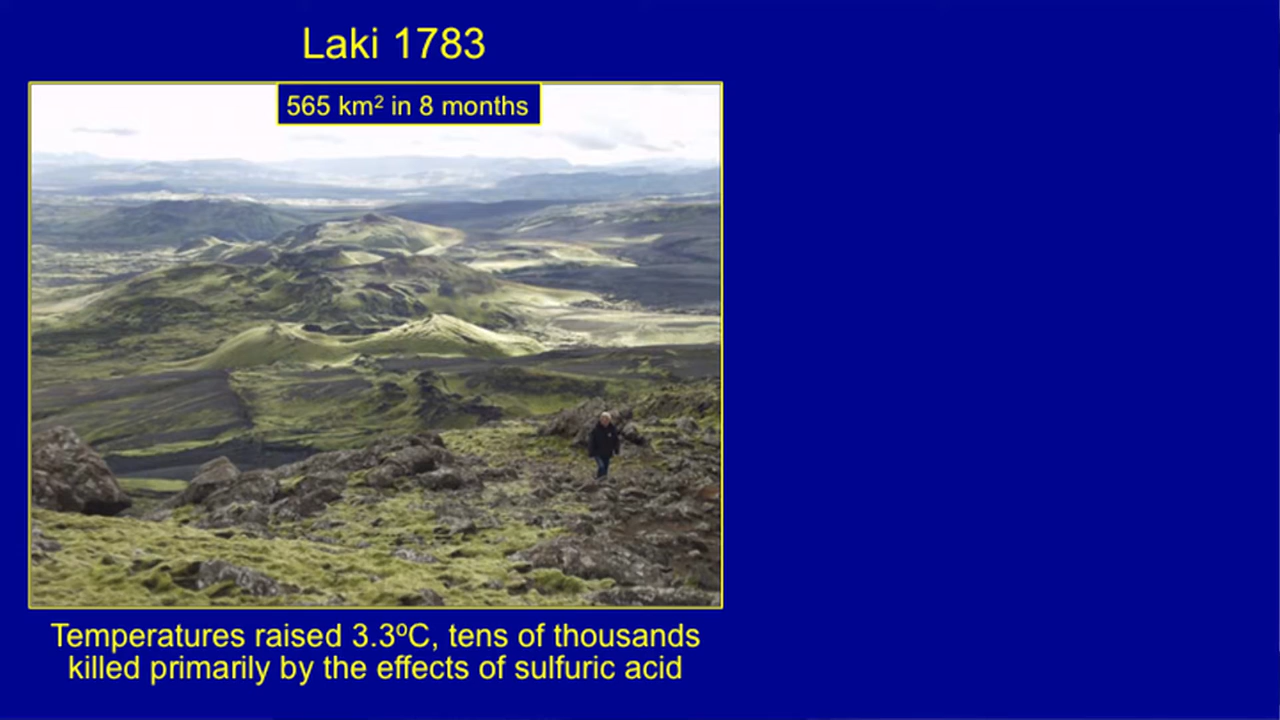 Laki 1783
565 km² in 8 months
Temperatures raised 3.3ºC, tens of thousands
killed primarily by the effects of sulfuric acid